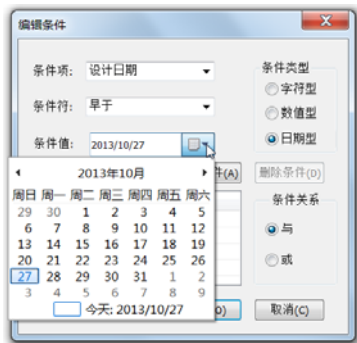 编辑条件
条件项: 设计日期
条件类型
字符型
条件符: 早于
数值型
条件值: 2013/10/27
日期型
件(A)
删除条件(D)
2013年10月
周日 周一 周二 周三 周四 周五 周六
29 30 1 2 3 4 5
6 7 8 9 10 11 12
13 14 15 16 17 18 19
20 21 22 23 24 25 26
27 28 29 30 31 1 2
3 4 5 6 7 8 9
今天: 2013/10/27
条件关系
与
或
取消(C)